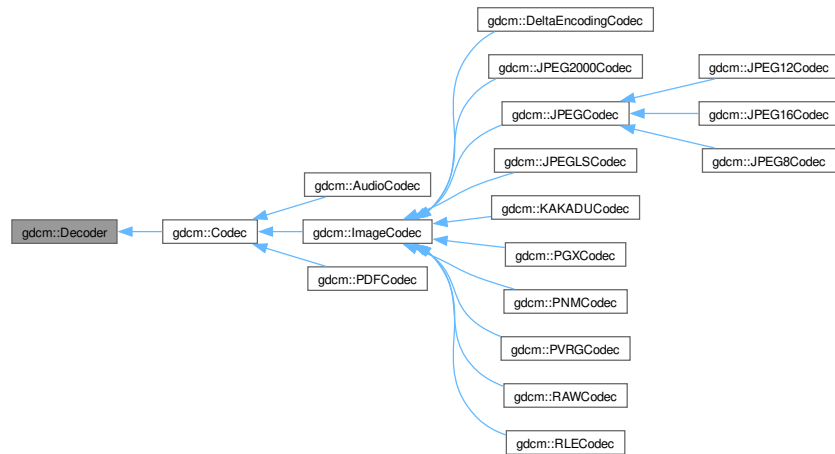 gdcm::DeltaEncodingCodec
gdcm::JPEG2000Codec
gdcm::JPEG12Codec
gdcm::JPEGCodec
gdcm::JPEG16Codec
gdcm::JPEGLSCodec
gdcm::JPEG8Codec
gdcm::AudioCodec
gdcm::KAKADUCodec
gdcm::Decoder
gdcm::Codec
gdcm::ImageCodec
gdcm::PGXCodec
gdcm::PDFCodec
gdcm::PNMCodec
gdcm::PVRGCodec
gdcm::RAWCodec
gdcm::RLECodec